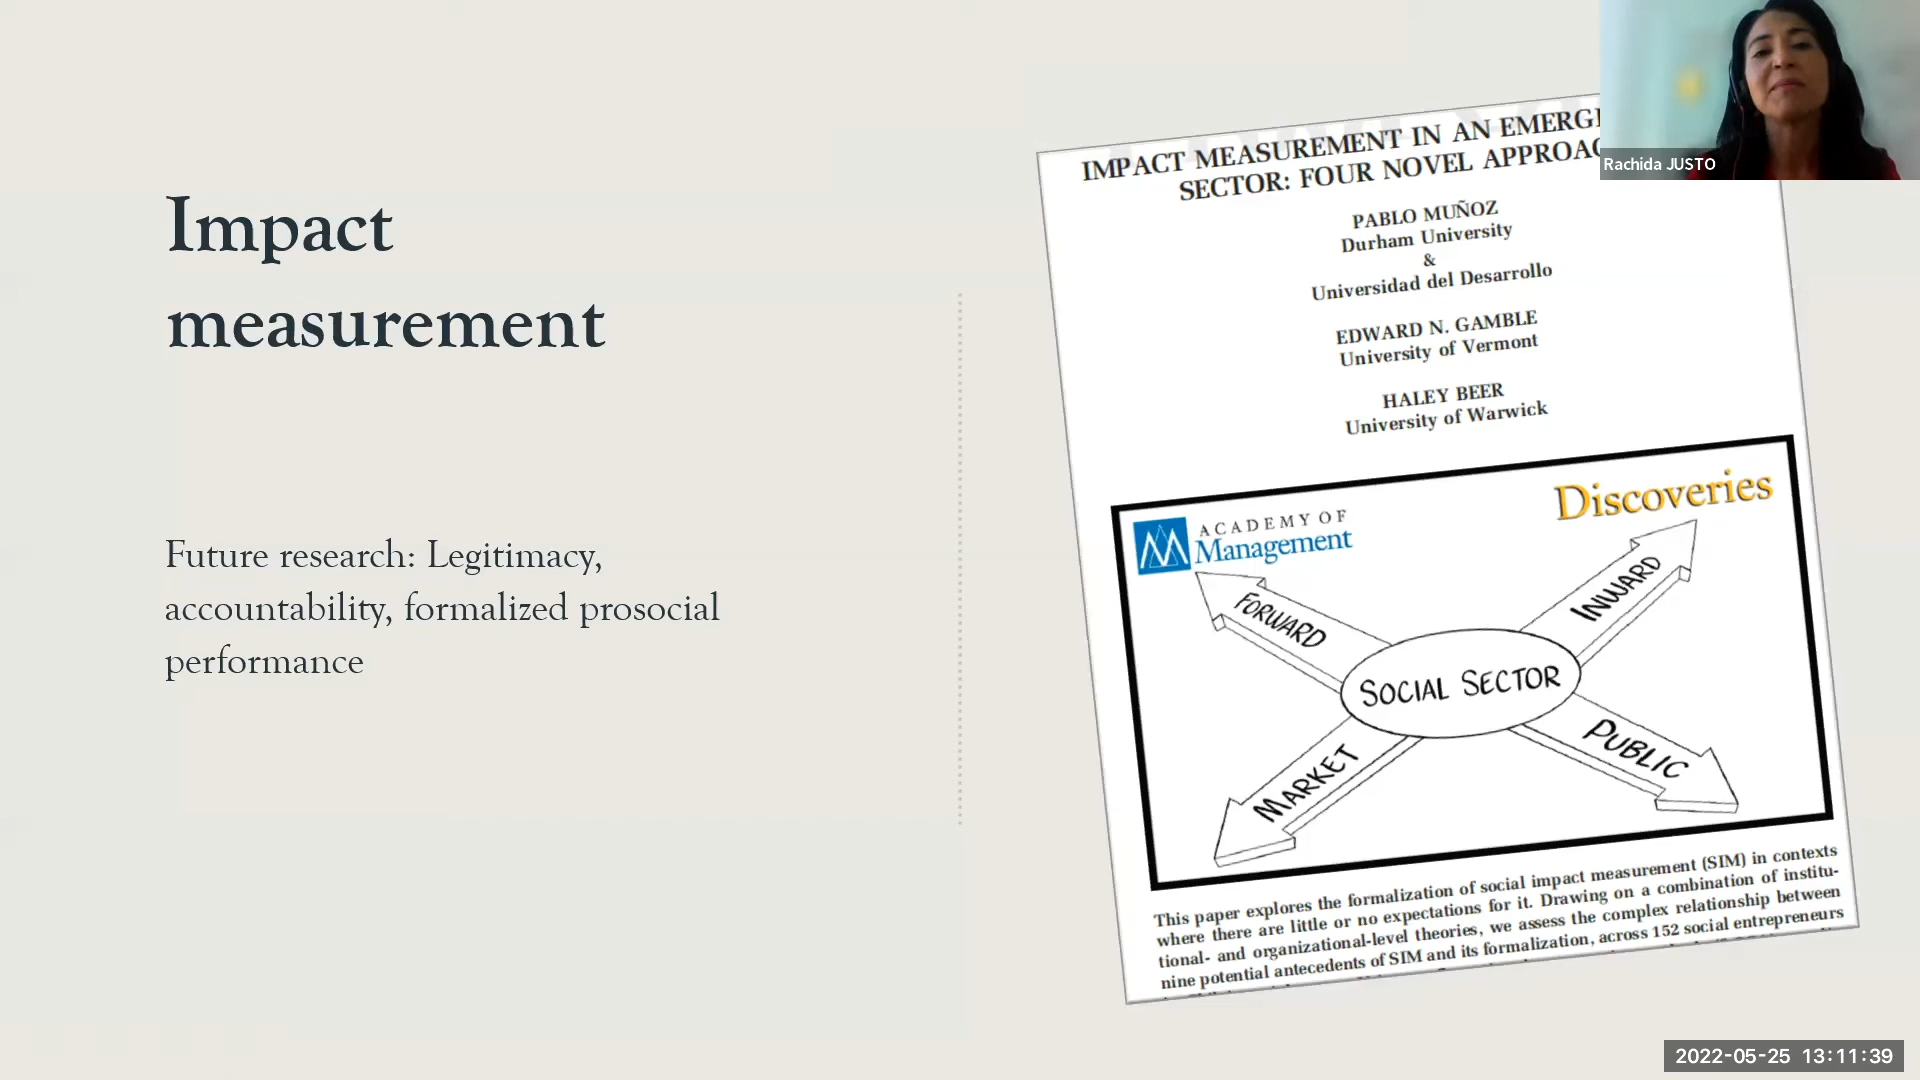 Impact
measurement
Future research: Legitimacy,
accountability, formalized prosocial
performance
IMPACT MEASUREMENT IN AN EMERG
SECTOR: FOUR NOVEL APPROAC
PABLO MUÑOZ
Durham University
&
Universidad del Desarrollo
EDWARD N. GAMBLE
University of Vermont
HALEY BEER
University of Warwick
ACADEMY OF
Management
Discoveries
FORWARD
INWARD
SOCIAL SECTOR
MARKET
PUBLIC
This paper explores the formalization of social impact measurement (SIM) in contexts
where there are little or no expectations for it. Drawing on a combination of institu-
tional- and organizational-level theories, we assess the complex relationship between
nine potential antecedents of SIM and its formalization, across 152 social entrepreneurs
Rachida JUSTO
2022-05-25 13:11:39